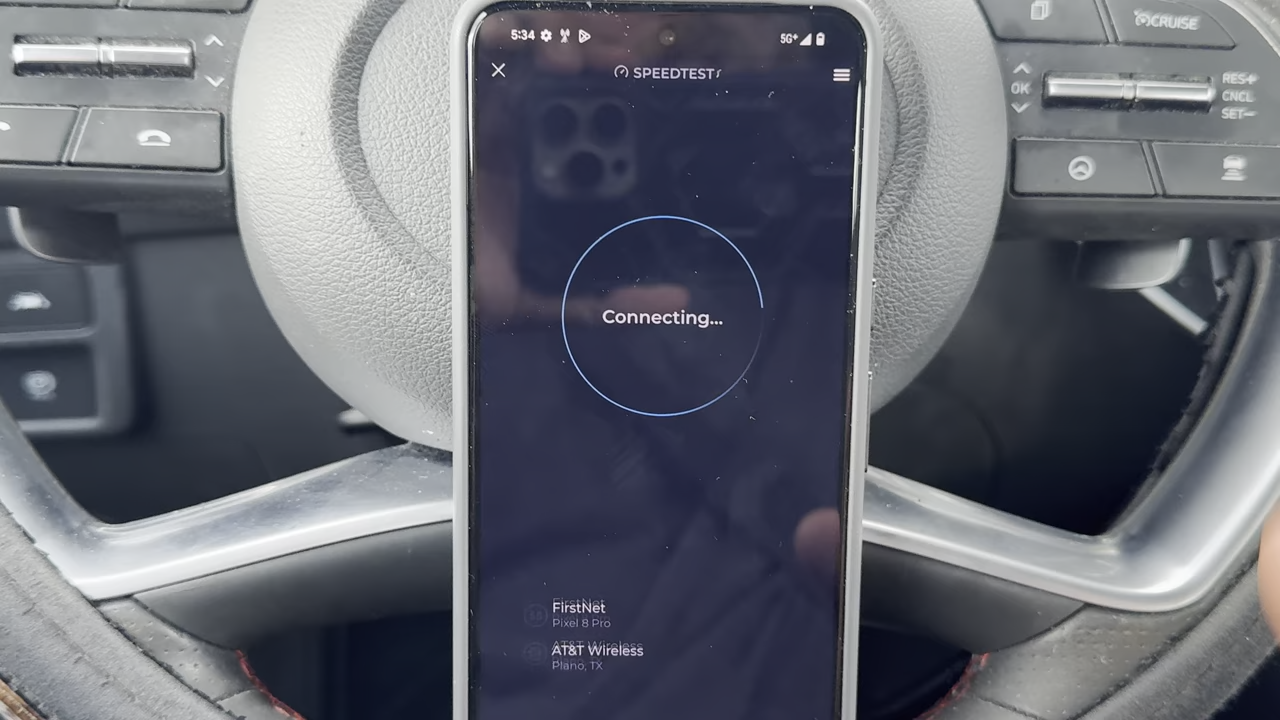 5:34
5G+
SPEEDTEST
Connecting...
FirstNet
Pixel 8 Pro
AT&T Wireless
Plano, TX
CRUISE
OK
RES+
CNCL
SET−